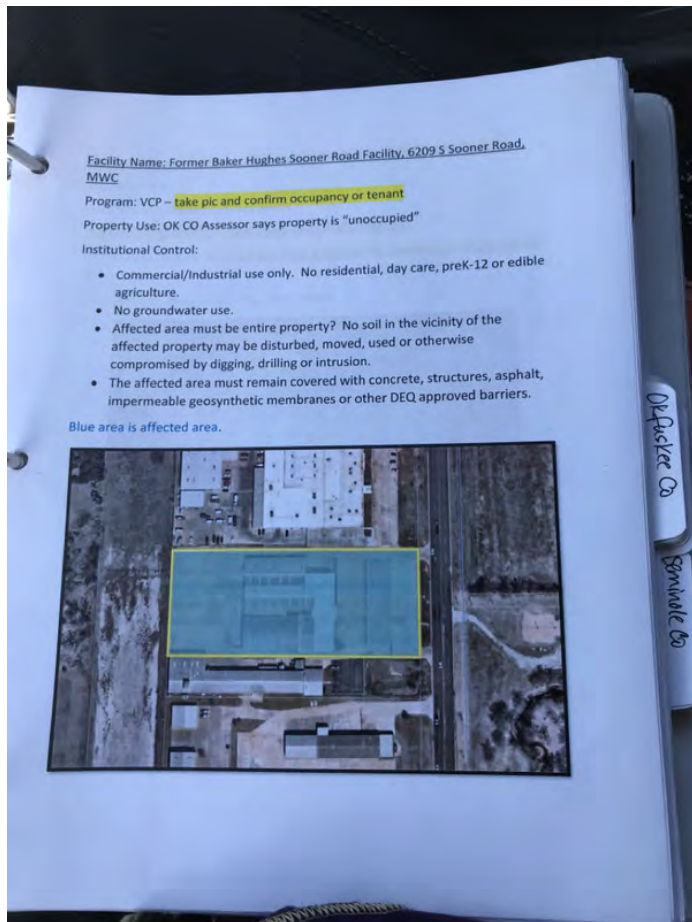 Facility Name: Former Baker Hughes Sooner Road Facility, 6209 S Sooner Road,
MWC
Program: VCP – take pic and confirm occupancy or tenant
Property Use: OK CO Assessor says property is “unoccupied”
Institutional Control:
• Commercial/Industrial use only. No residential, day care, preK-12 or edible
agriculture.
• No groundwater use.
• Affected area must be entire property? No soil in the vicinity of the
affected property may be disturbed, moved, used or otherwise
compromised by digging, drilling or intrusion.
• The affected area must remain covered with concrete, structures, asphalt,
impermeable geosynthetic membranes or other DEQ approved barriers.
Blue area is affected area.
Okfuskee Co
Seminole Co